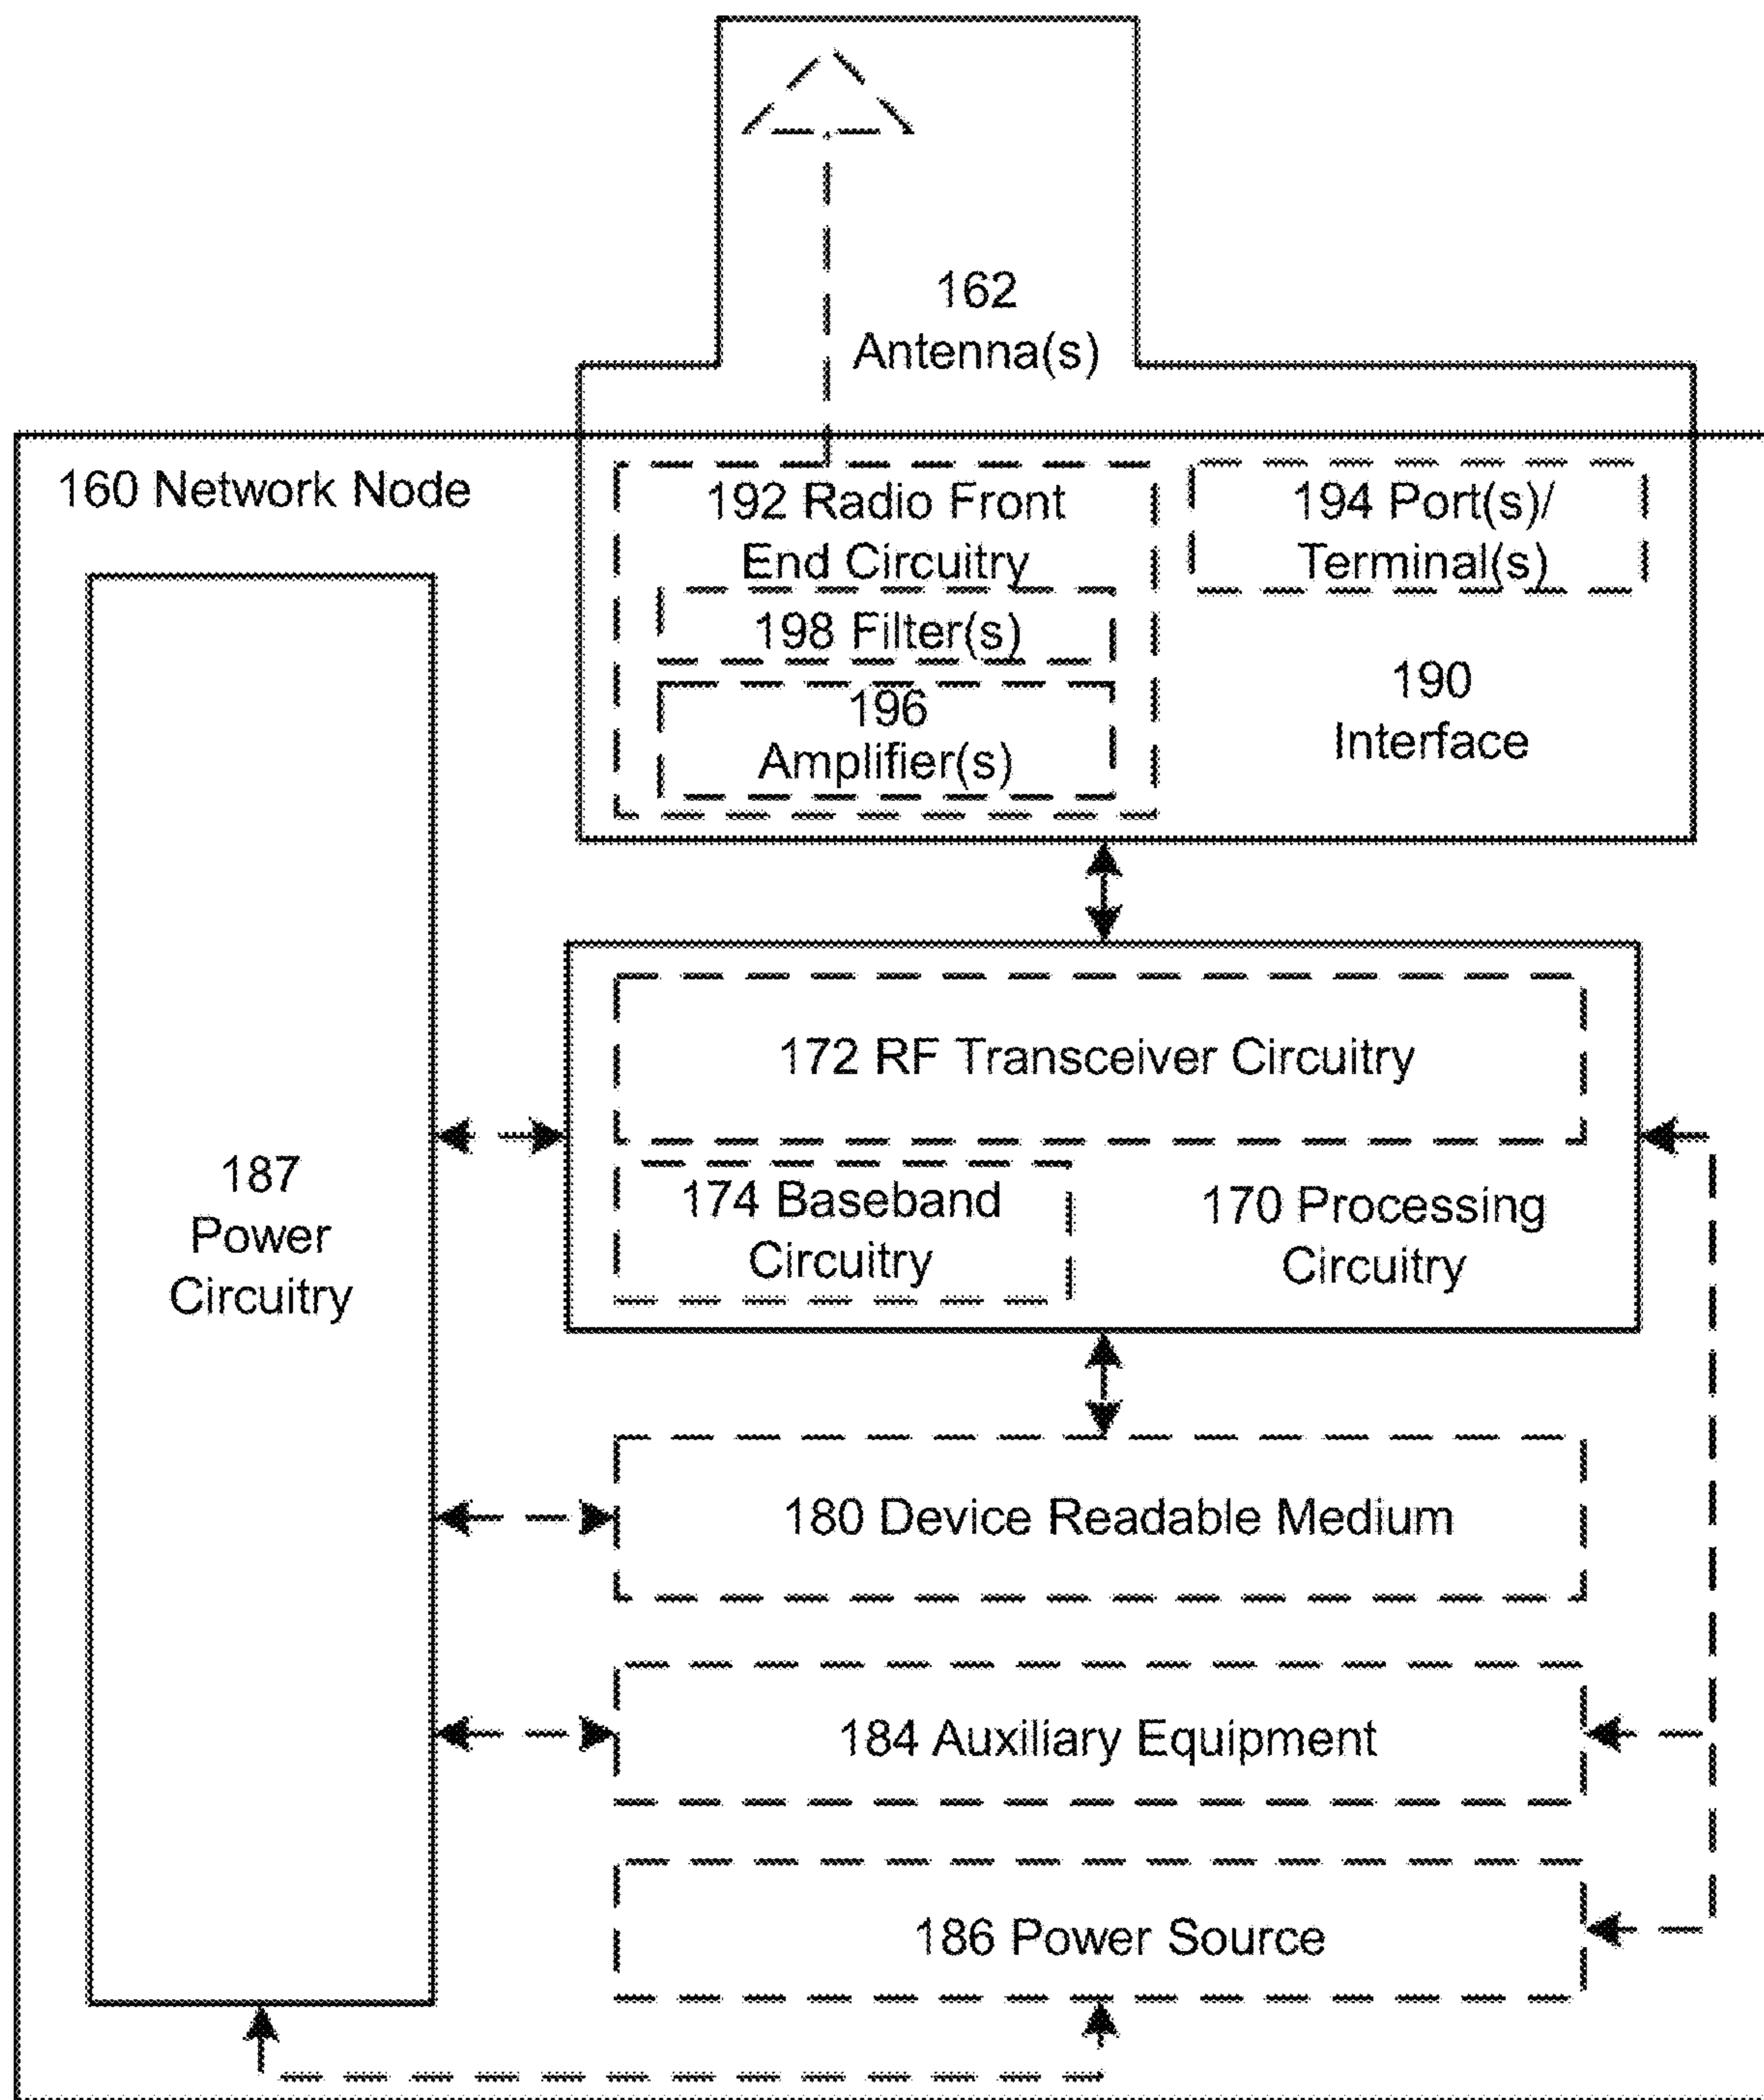 162
Antenna(s)
160 Network Node
192 Radio Front
End Circuitry
194 Port(s)/
Terminal(s)
198 Filter(s)
196
Amplifier(s)
190
Interface
172 RF Transceiver Circuitry
187
Power
Circuitry
174 Baseband
Circuitry
170 Processing
Circuitry
180 Device Readable Medium
184 Auxiliary Equipment
186 Power Source